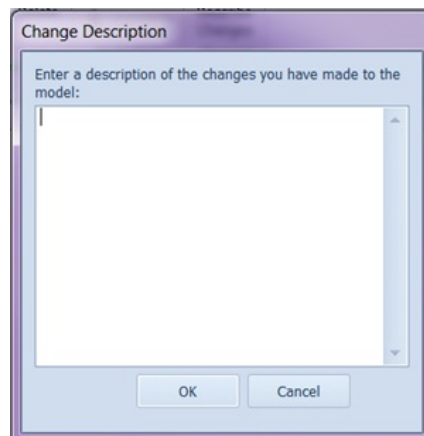 Change Description
Enter a description of the changes you have made to the
model:
OK
Cancel